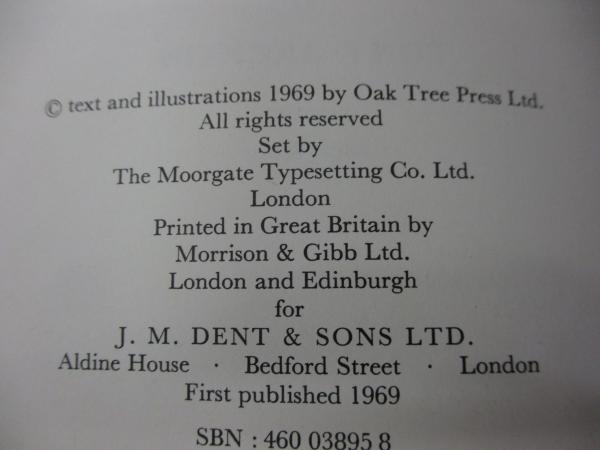 © text and illustrations 1969 by Oak Tree Press Ltd.
All rights reserved
Set by
The Moorgate Typesetting Co. Ltd.
London
Printed in Great Britain by
Morrison & Gibb Ltd.
London and Edinburgh
for
J. M. DENT & SONS LTD.
Aldine House · Bedford Street · London
First published 1969
SBN : 460 03895 8